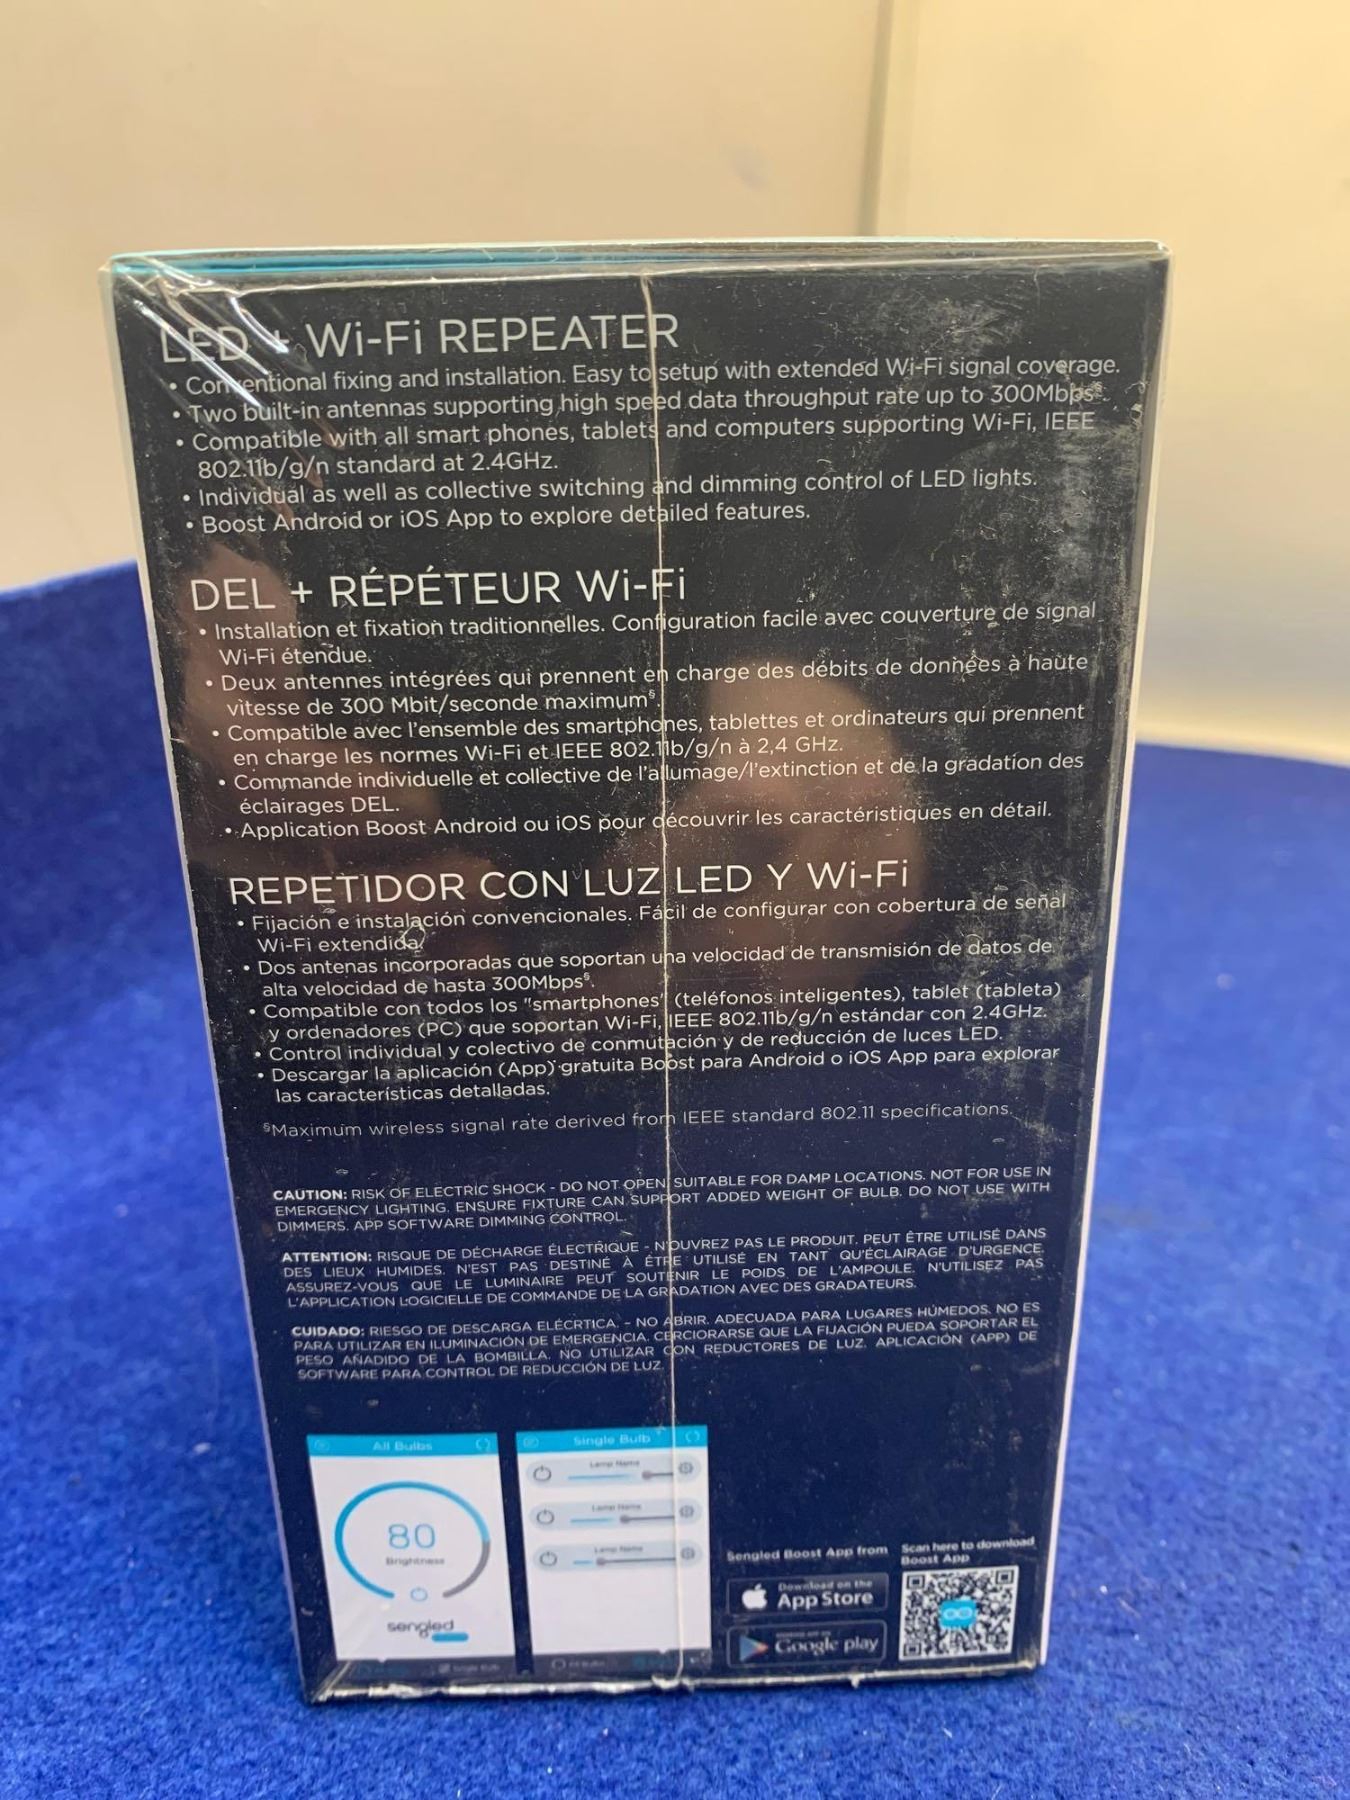 LED + Wi-Fi REPEATER
• Conventional fixing and installation. Easy to setup with extended Wi-Fi signal coverage.
• Two built-in antennas supporting high speed data throughput rate up to 300Mbps§.
• Compatible with all smart phones, tablets and computers supporting Wi-Fi, IEEE
802.11b/g/n standard at 2.4GHz.
• Individual as well as collective switching and dimming control of LED lights.
• Boost Android or iOS App to explore detailed features.
DEL + RÉPÉTEUR Wi-Fi
• Installation et fixation traditionnelles. Configuration facile avec couverture de signal
Wi-Fi étendue.
• Deux antennes intégrées qui prennent en charge des débits de données à haute
vitesse de 300 Mbit/seconde maximum§.
• Compatible avec l'ensemble des smartphones, tablettes et ordinateurs qui prennent
en charge les normes Wi-Fi et IEEE 802.11b/g/n à 2,4 GHz.
• Commande individuelle et collective de l'allumage/l'extinction et de la gradation des
éclairages DEL.
• Application Boost Android ou iOS pour découvrir les caractéristiques en détail.
REPETIDOR CON LUZ LED Y Wi-Fi
• Fijación e instalación convencionales. Fácil de configurar con cobertura de señal
Wi-Fi extendida.
• Dos antenas incorporadas que soportan una velocidad de transmisión de datos de
alta velocidad de hasta 300Mbps§.
• Compatible con todos los "smartphones" (teléfonos inteligentes), tablet (tableta)
y ordenadores (PC) que soportan Wi-Fi, IEEE 802.11b/g/n estándar con 2.4GHz.
• Control individual y colectivo de conmutación y de reducción de luces LED.
• Descargar la aplicación (App) gratuita Boost para Android o iOS App para explorar
las características detalladas.
§Maximum wireless signal rate derived from IEEE standard 802.11 specifications.
CAUTION: RISK OF ELECTRIC SHOCK - DO NOT OPEN. SUITABLE FOR DAMP LOCATIONS. NOT FOR USE IN
EMERGENCY LIGHTING. ENSURE FIXTURE CAN SUPPORT ADDED WEIGHT OF BULB. DO NOT USE WITH
DIMMERS. APP SOFTWARE DIMMING CONTROL.
ATTENTION: RISQUE DE DÉCHARGE ÉLECTRIQUE - N'OUVREZ PAS LE PRODUIT. PEUT ÊTRE UTILISÉ DANS
DES LIEUX HUMIDES. N'EST PAS DESTINÉ À ÊTRE UTILISÉ EN TANT QU'ÉCLAIRAGE D'URGENCE.
ASSUREZ-VOUS QUE LE LUMINAIRE PEUT SOUTENIR LE POIDS DE L'AMPOULE. N'UTILISEZ PAS
L'APPLICATION LOGICIELLE DE COMMANDE DE LA GRADATION AVEC DES GRADATEURS.
CUIDADO: RIESGO DE DESCARGA ELÉCRTICA. - NO ABRIR. ADECUADA PARA LUGARES HÚMEDOS. NO ES
PARA UTILIZAR EN ILUMINACIÓN DE EMERGENCIA. CERCIORARSE QUE LA FIJACIÓN PUEDA SOPORTAR EL
PESO AÑADIDO DE LA BOMBILLA. NO UTILIZAR CON REDUCTORES DE LUZ. APLICACIÓN (APP) DE
SOFTWARE PARA CONTROL DE REDUCCIÓN DE LUZ.
All Bulbs
80
Brightness
sengled
Single Bulb
Lamp Name
Lamp Name
Lamp Name
Sengled Boost App from
Download on the
App Store
Google play
Scan here to download
Boost App